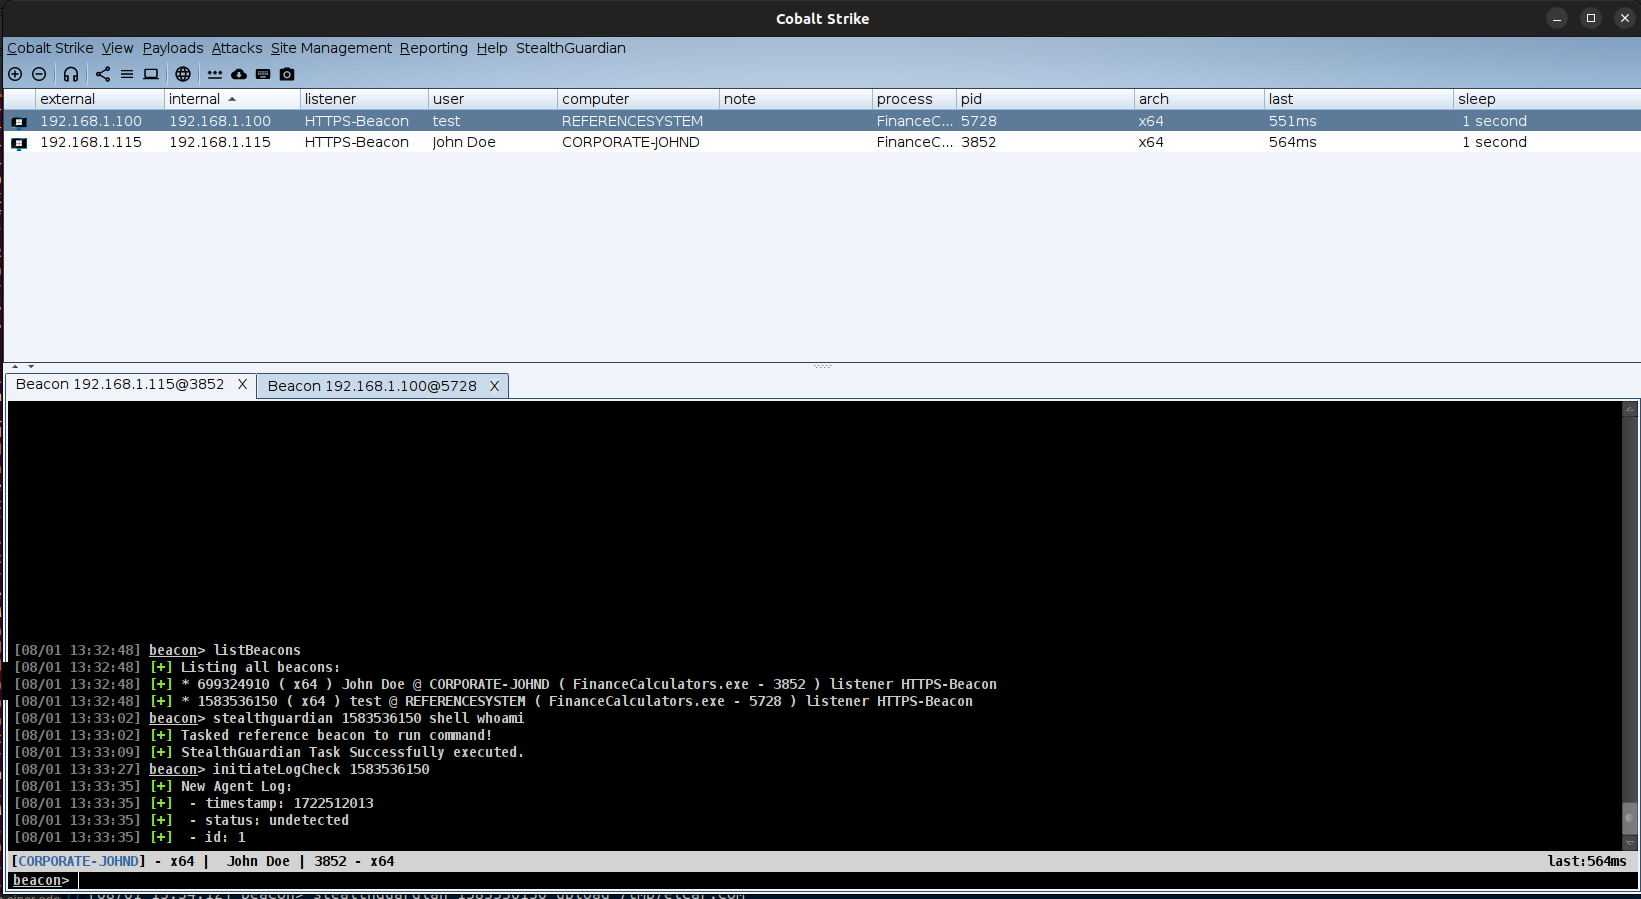 Cobalt Strike
Cobalt Strike View Payloads Attacks Site Management Reporting Help StealthGuardian
external internal listener user computer note process pid arch last sleep
192.168.1.100 192.168.1.100 HTTPS-Beacon test REFERENCESYSTEM FinanceC... 5728 x64 551ms 1 second
192.168.1.115 192.168.1.115 HTTPS-Beacon John Doe CORPORATE-JOHND FinanceC... 3852 x64 564ms 1 second
Beacon 192.168.1.115@3852 X Beacon 192.168.1.100@5728 X
[08/01 13:32:48] beacon> listBeacons
[08/01 13:32:48] [+] Listing all beacons:
[08/01 13:32:48] [+] * 699324910 ( x64 ) John Doe @ CORPORATE-JOHND ( FinanceCalculators.exe - 3852 ) listener HTTPS-Beacon
[08/01 13:32:48] [+] * 1583536150 ( x64 ) test @ REFERENCESYSTEM ( FinanceCalculators.exe - 5728 ) listener HTTPS-Beacon
[08/01 13:33:02] beacon> stealthguardian 1583536150 shell whoami
[08/01 13:33:02] [+] Tasked reference beacon to run command!
[08/01 13:33:09] [+] StealthGuardian Task Successfully executed.
[08/01 13:33:27] beacon> initiateLogCheck 1583536150
[08/01 13:33:35] [+] New Agent Log:
[08/01 13:33:35] [+]  - timestamp: 1722512013
[08/01 13:33:35] [+]  - status: undetected
[08/01 13:33:35] [+]  - id: 1
[CORPORATE-JOHND] - x64 |  John Doe | 3852 - x64 last:564ms
beacon>